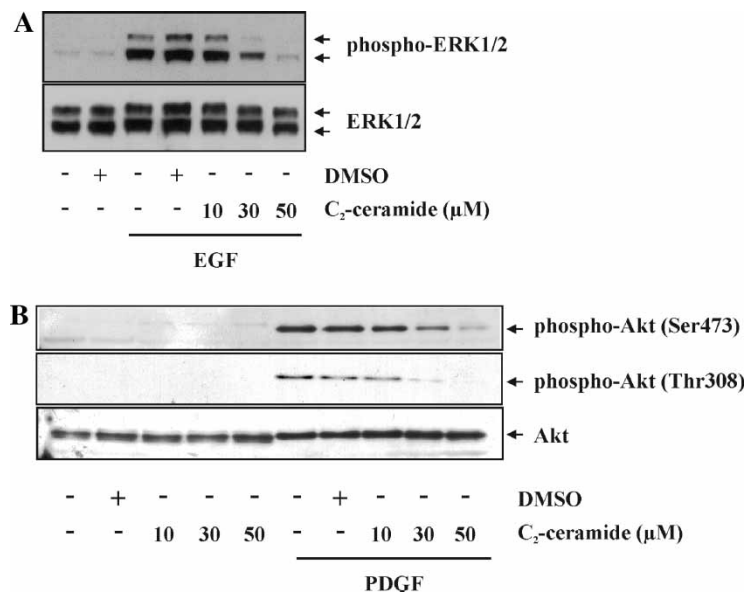 A
phospho-ERK1/2
ERK1/2
- + - + - - - DMSO
- - - - 10 30 50 C₂-ceramide (µM)
EGF
B
phospho-Akt (Ser473)
phospho-Akt (Thr308)
Akt
- + - - - - + - - - DMSO
- - 10 30 50 - - 10 30 50 C₂-ceramide (µM)
PDGF